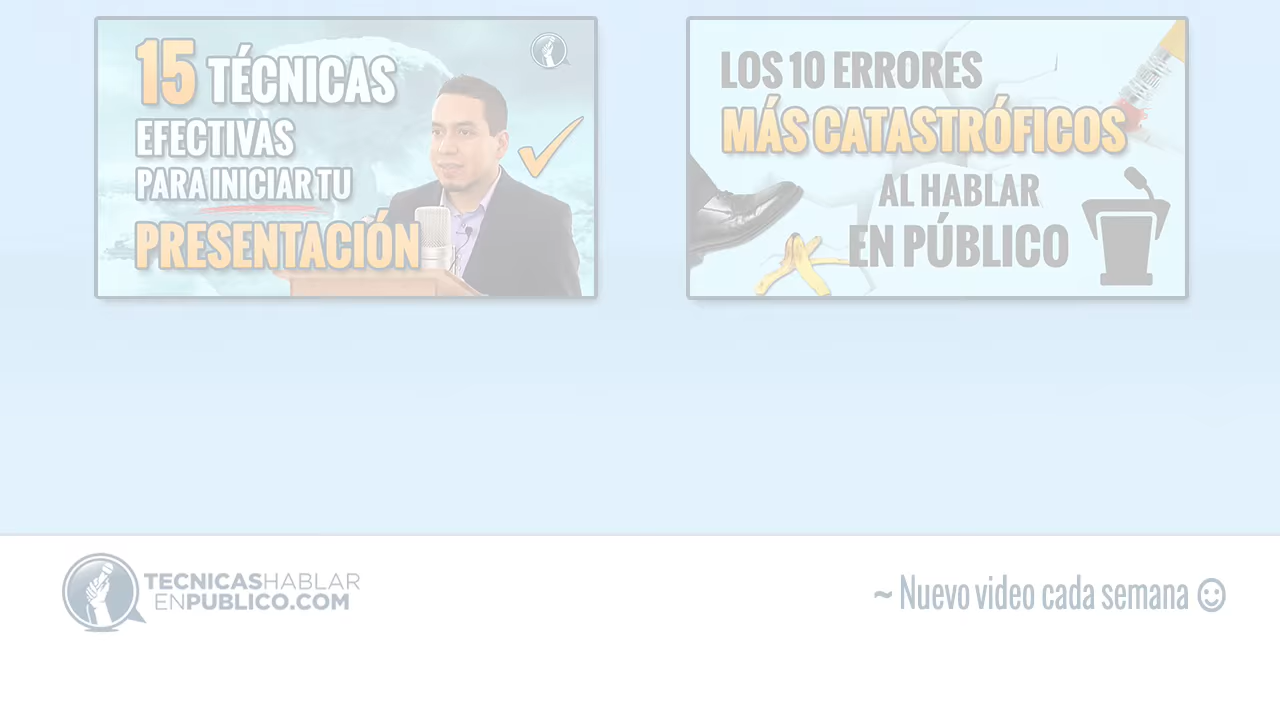 15 TÉCNICAS
EFECTIVAS
PARA INICIAR TU
PRESENTACIÓN
LOS 10 ERRORES
MÁS CATASTRÓFICOS
AL HABLAR
EN PÚBLICO
TECNICASHABLAR
ENPUBLICO.COM
~ Nuevo video cada semana ☺